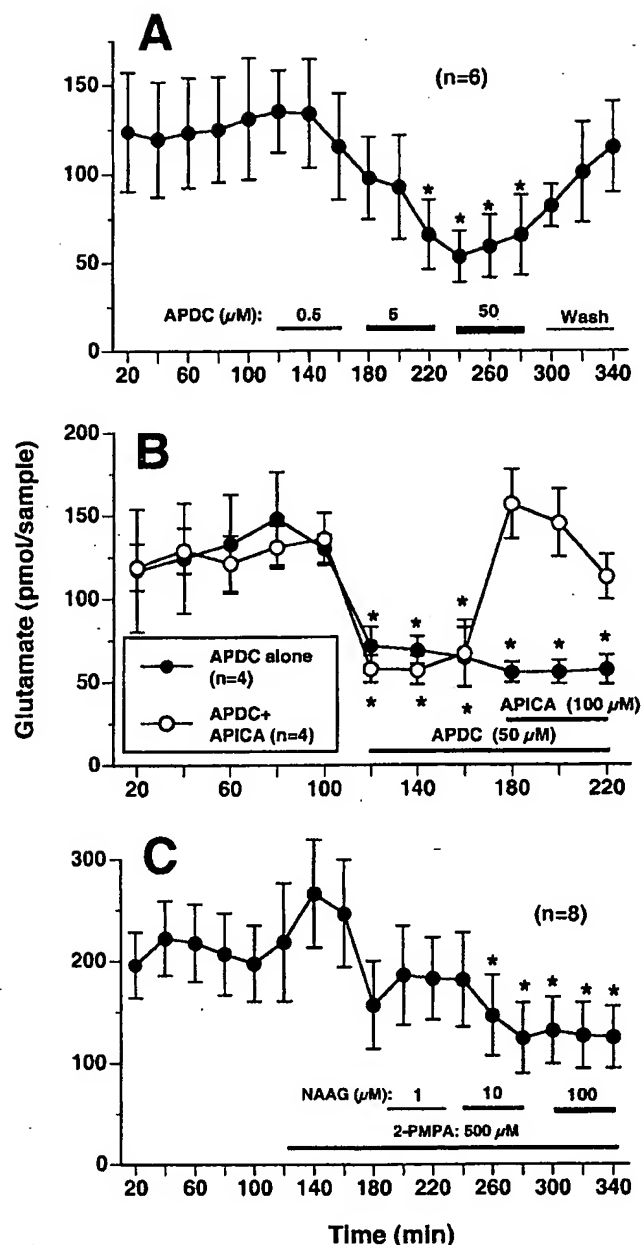 A
(n=6)
150
100
50
0
APDC (µM): 0.5 5 50 Wash
20 60 100 140 180 220 260 300 340
* * * *
B
200
150
100
50
0
Glutamate (pmol/sample)
* * * * * *
* * *
APDC alone
(n=4)
APDC+
APICA (n=4)
APICA (100 µM)
APDC (50 µM)
20 60 100 140 180 220
C
(n=8)
300
200
100
0
* * * * *
NAAG (µM): 1 10 100
2-PMPA: 500 µM
20 60 100 140 180 220 260 300 340
Time (min)